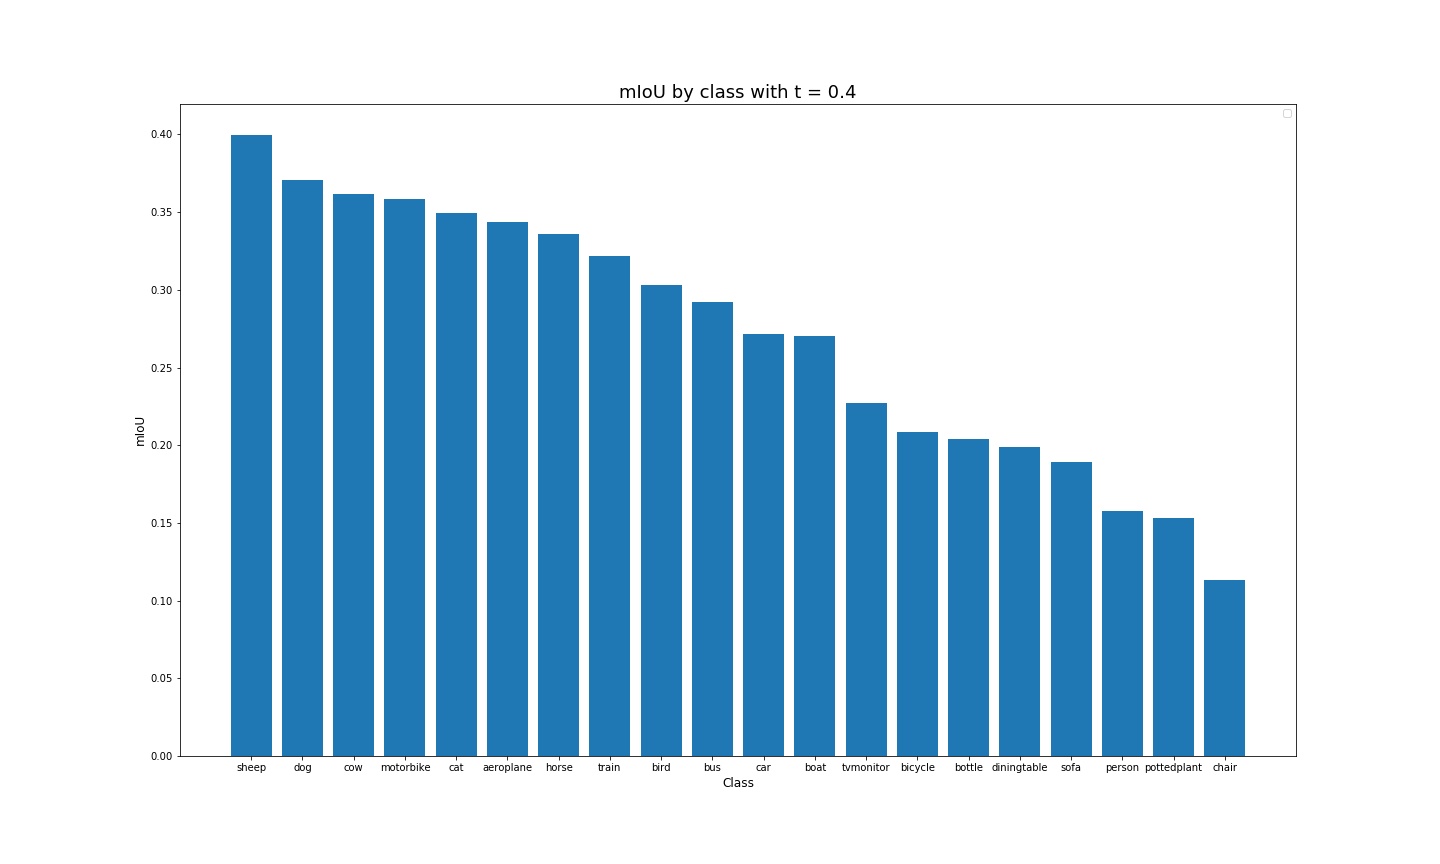 mIoU by class with t = 0.4
0.40
0.35
0.30
0.25
0.20
0.15
0.10
0.05
0.00
mIoU
sheep dog cow motorbike cat aeroplane horse train bird bus car boat tvmonitor bicycle bottle diningtable sofa person pottedplant chair
Class